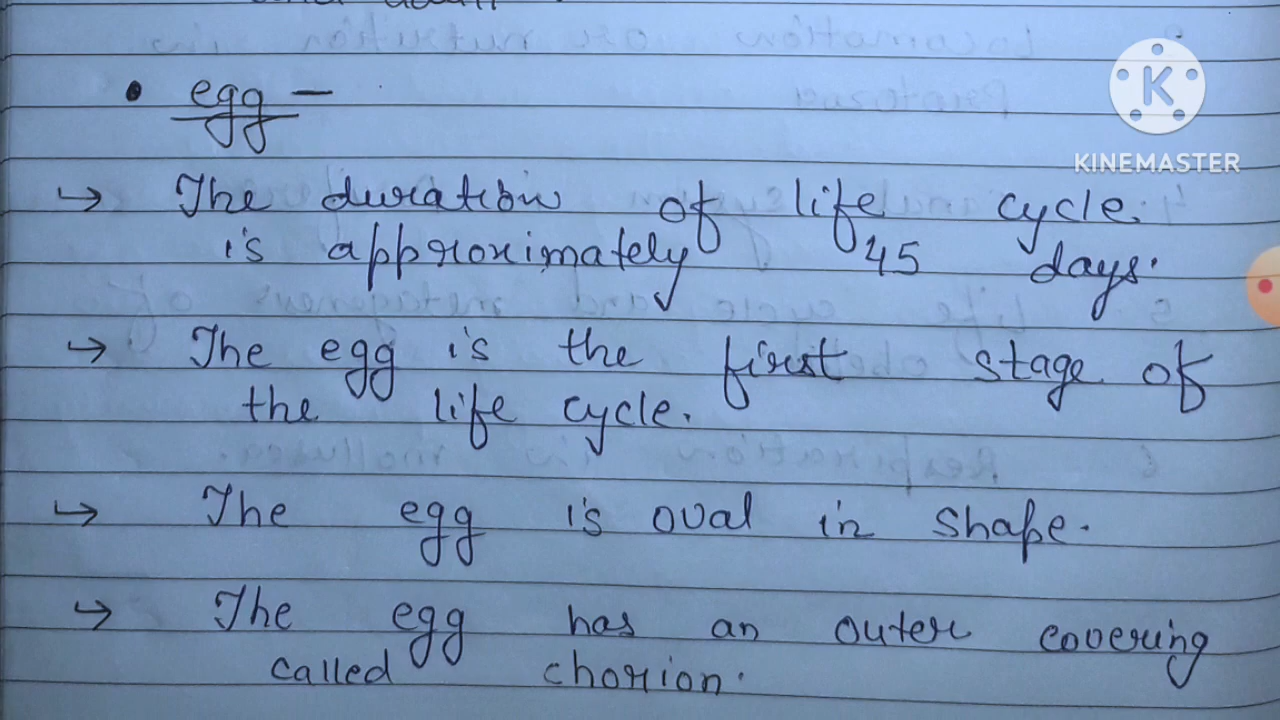 • egg –
K
KINEMASTER
↪ The duration of life cycle.
is approximately 45 days.
↪ The egg is the first stage of
the life cycle.
↪ The egg is oval in shape.
↪ The egg has an outer covering
called chorion.